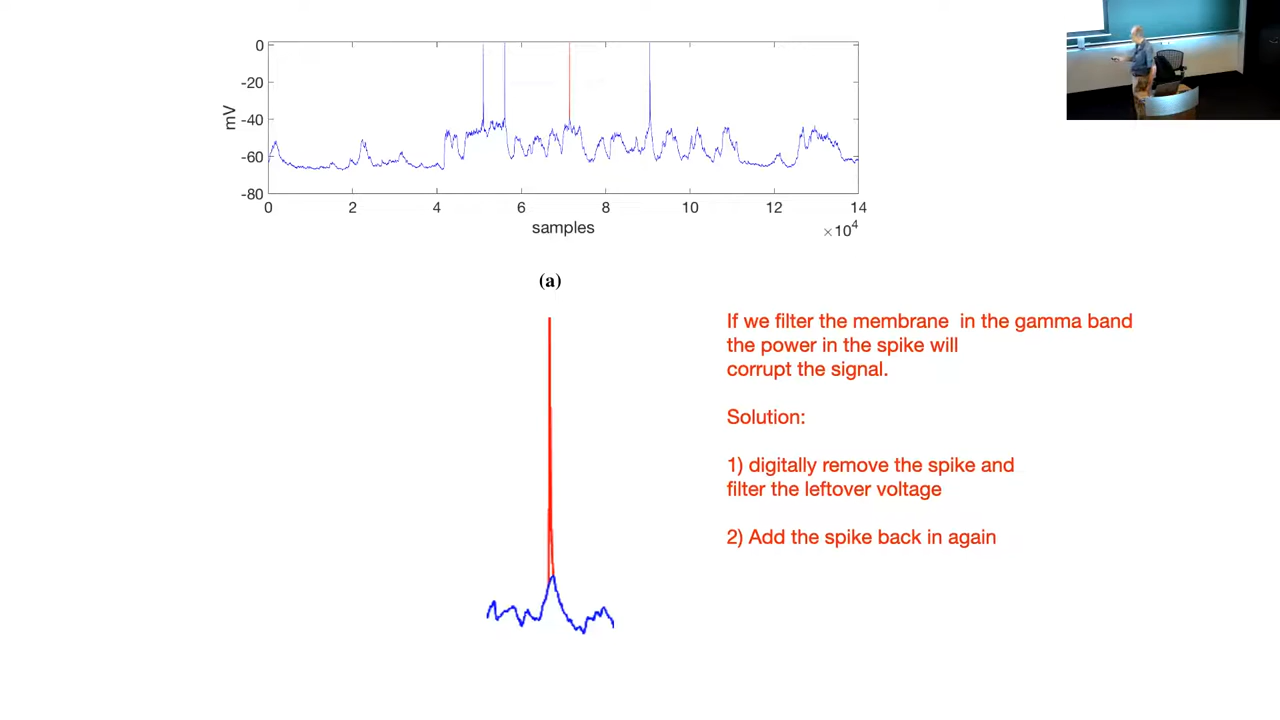 0
-20
-40
-60
-80
mV
0 2 4 6 8 10 12 14
samples
×10^4
(a)
If we filter the membrane in the gamma band
the power in the spike will
corrupt the signal.
Solution:
1) digitally remove the spike and
filter the leftover voltage
2) Add the spike back in again